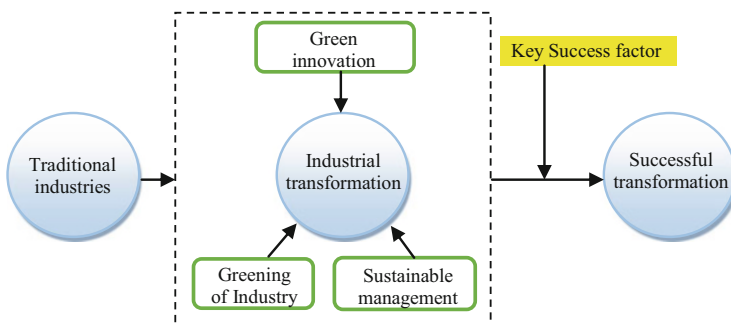 Green
innovation
Key Success factor
Traditional
industries
Industrial
transformation
Successful
transformation
Greening
of Industry
Sustainable
management